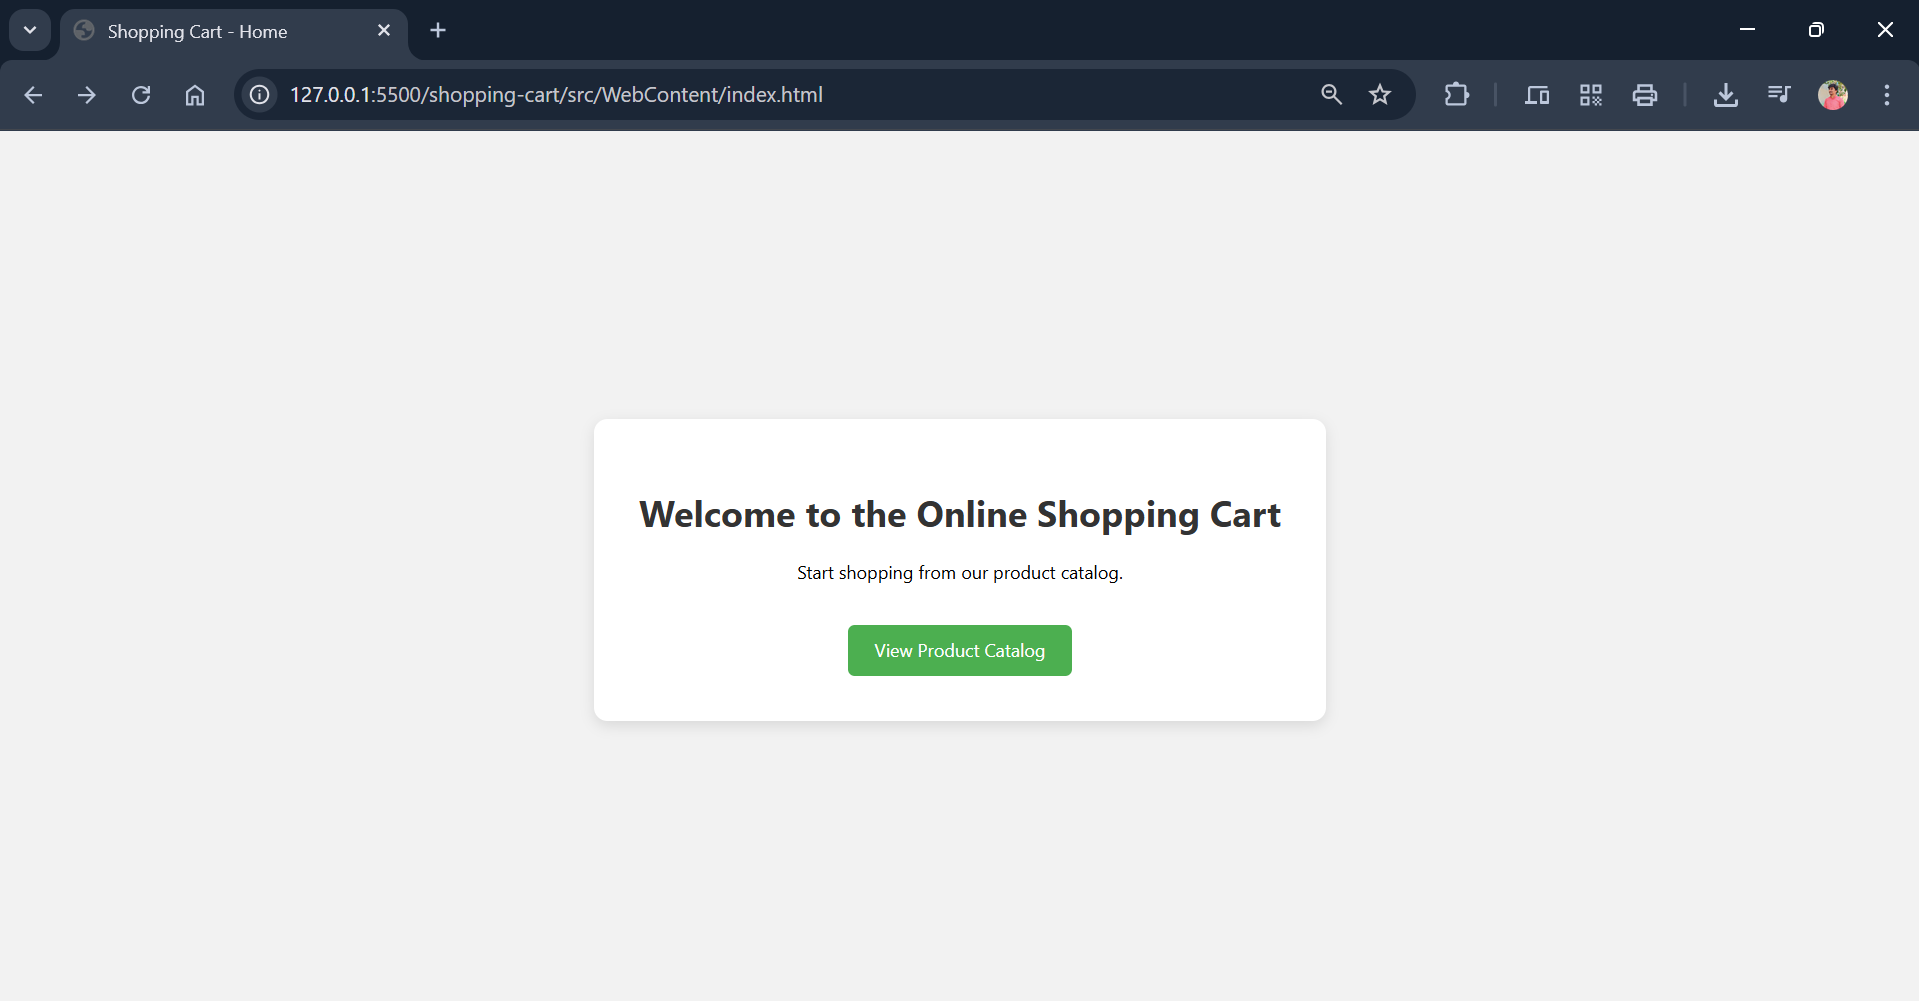 Shopping Cart - Home
127.0.0.1:5500/shopping-cart/src/WebContent/index.html
Welcome to the Online Shopping Cart
Start shopping from our product catalog.
View Product Catalog